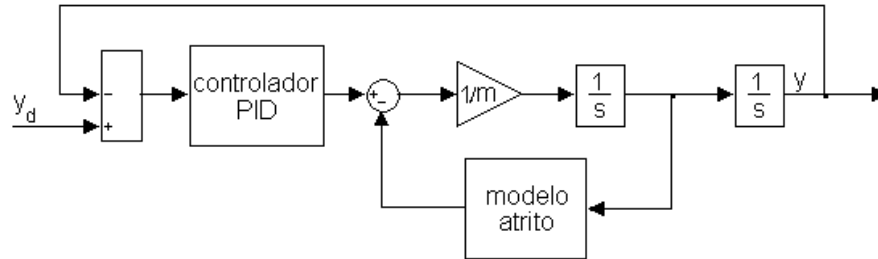 y_d
−
+
controlador
PID
+
−
1/m
1
s
1
s
y
modelo
atrito